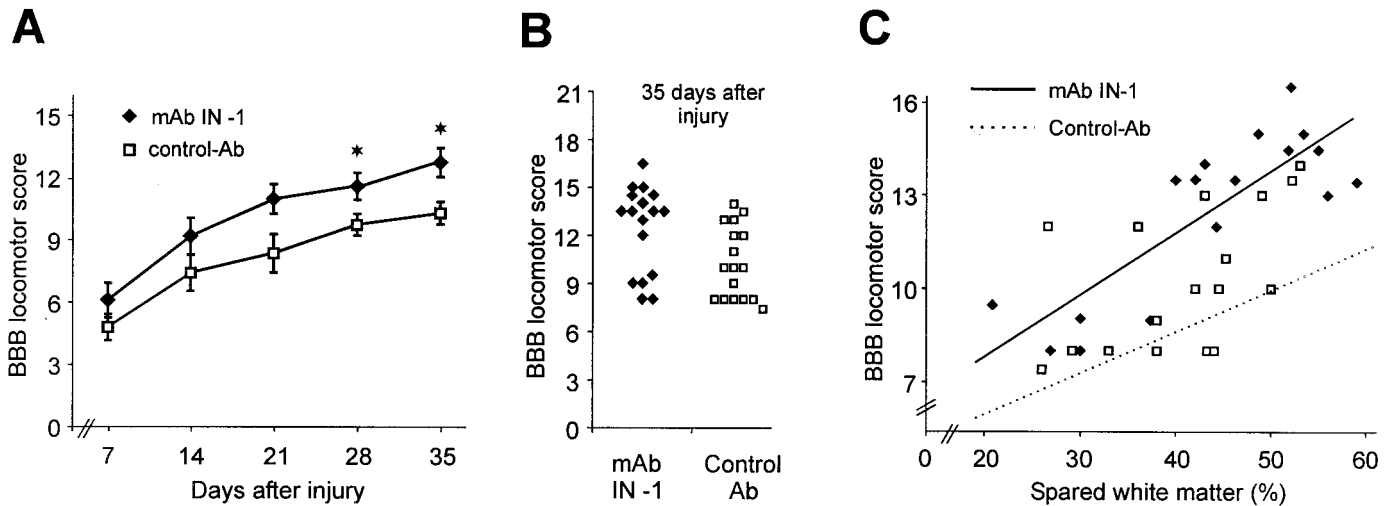 A
BBB locomotor score
15
12
9
6
3
0
mAb IN -1
control-Ab
* *
7 14 21 28 35
Days after injury
B
BBB locomotor score
21
18
15
12
9
6
3
0
35 days after
injury
mAb
IN -1
Control
Ab
C
BBB locomotor score
16
13
10
7
mAb IN-1
Control-Ab
0 20 30 40 50 60
Spared white matter (%)